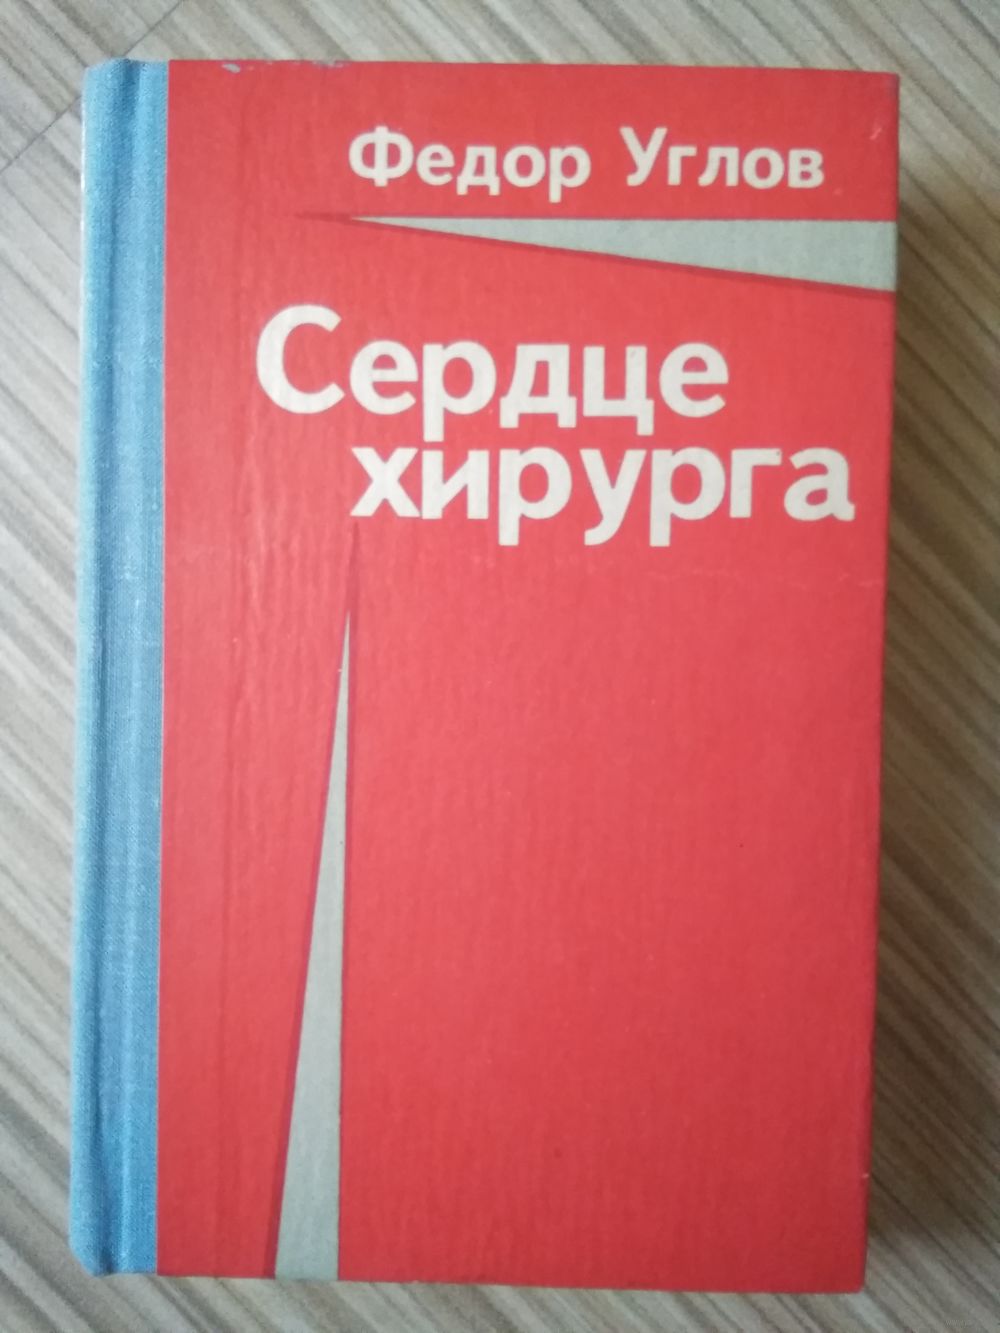 Федор Углов
Сердце
хирурга